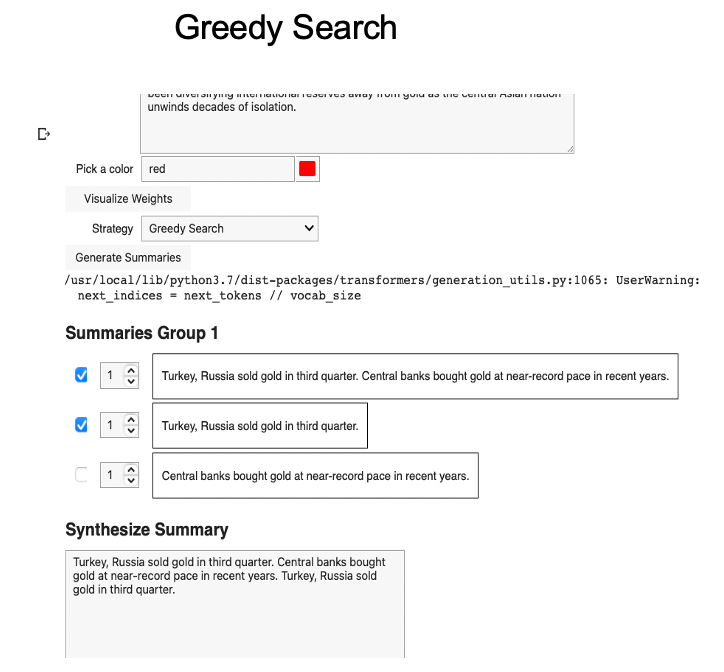 Greedy Search
been diversifying international reserves away from gold as the central Asian nation
unwinds decades of isolation.
Pick a color red
Visualize Weights
Strategy Greedy Search
Generate Summaries
/usr/local/lib/python3.7/dist-packages/transformers/generation_utils.py:1065: UserWarning:
next_indices = next_tokens // vocab_size
Summaries Group 1
1 Turkey, Russia sold gold in third quarter. Central banks bought gold at near-record pace in recent years.
1 Turkey, Russia sold gold in third quarter.
1 Central banks bought gold at near-record pace in recent years.
Synthesize Summary
Turkey, Russia sold gold in third quarter. Central banks bought
gold at near-record pace in recent years. Turkey, Russia sold
gold in third quarter.